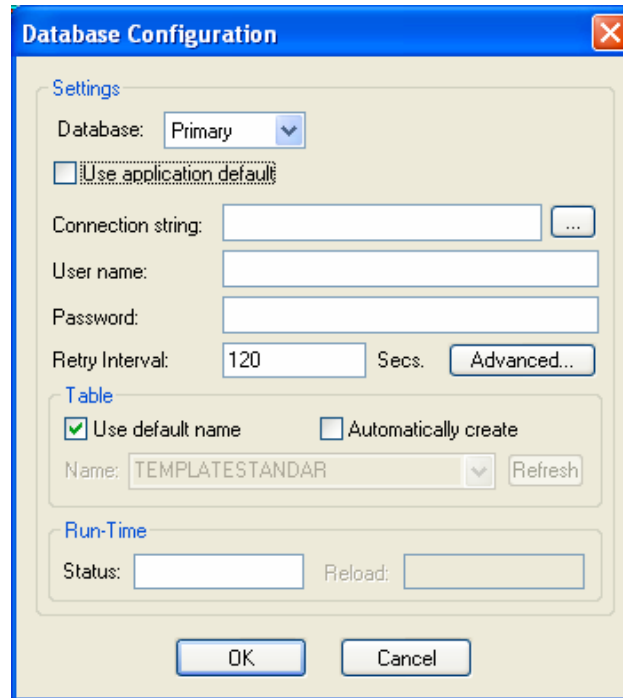 Database Configuration
Settings
Database: Primary
Use application default
Connection string: ...
User name:
Password:
Retry Interval: 120 Secs. Advanced...
Table
Use default name Automatically create
Name: TEMPLATESTANDAR Refresh
Run-Time
Status: Reload:
OK Cancel